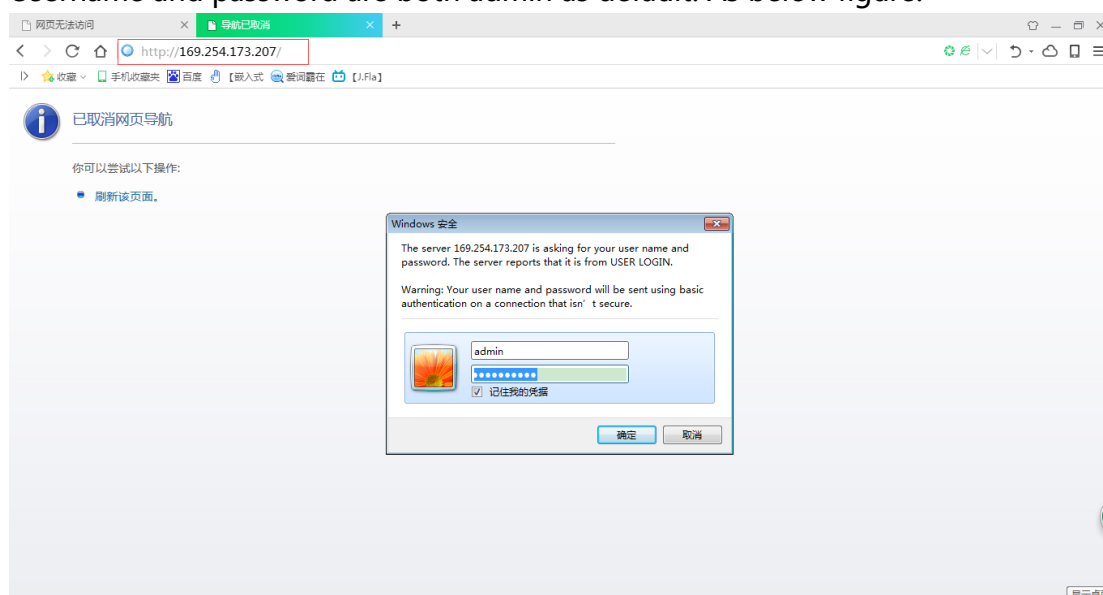 Username and password are both admin as default. As below figure.
网页无法访问
导航已取消
http://169.254.173.207/
收藏 手机收藏夹 百度 【嵌入式 爱词霸在 【J.Fla】
已取消网页导航
你可以尝试以下操作:
刷新该页面。
Windows 安全
The server 169.254.173.207 is asking for your user name and
password. The server reports that it is from USER LOGIN.
Warning: Your user name and password will be sent using basic
authentication on a connection that isn't secure.
admin
记住我的凭据
确定 取消